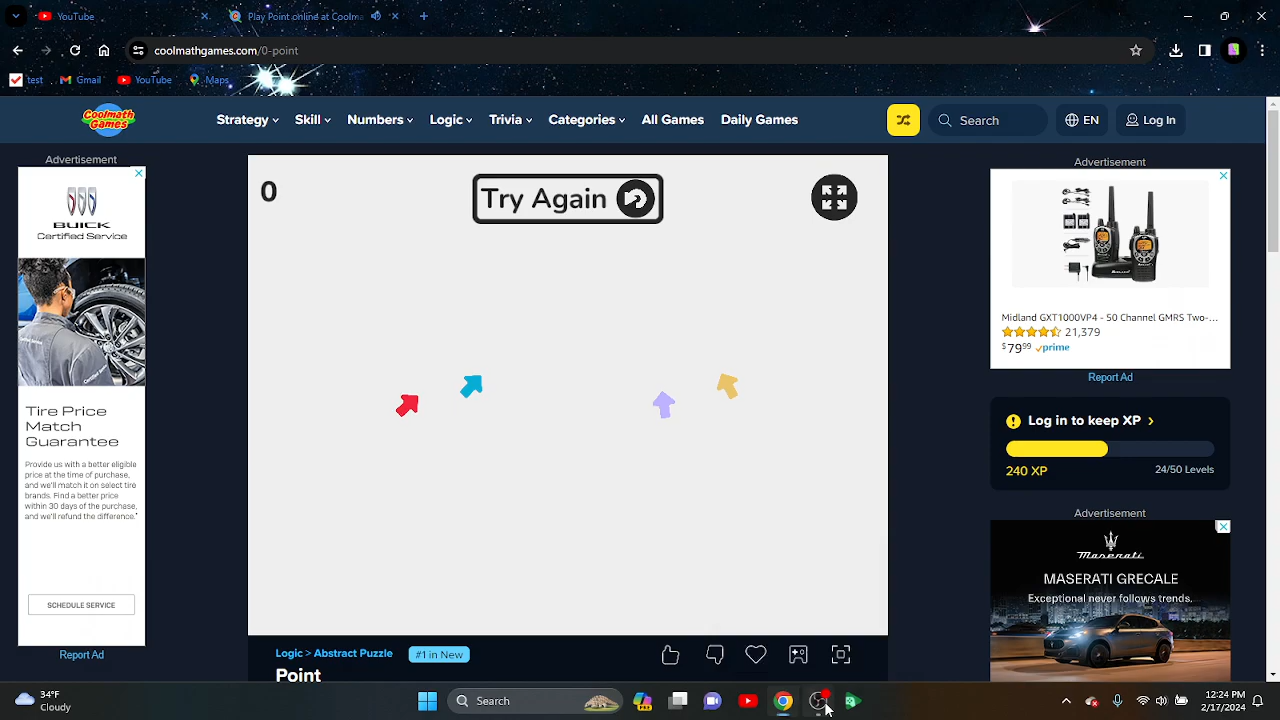 YouTube
Play Point online at Coolma
coolmathgames.com/0-point
test
Gmail
YouTube
Maps
Coolmath
Games
Strategy
Skill
Numbers
Logic
Trivia
Categories
All Games
Daily Games
Search
EN
Log In
Advertisement
BUICK
Certified Service
Tire Price
Match
Guarantee
Provide us with a better eligible
price at the time of purchase,
and we'll match it on select tire
brands. Find a better price
within 30 days of the purchase,
and we'll refund the difference.*
SCHEDULE SERVICE
Report Ad
0
Try Again
Advertisement
Midland GXT1000VP4 - 50 Channel GMRS Two-...
21,379
$7999
prime
Report Ad
Log in to keep XP >
240 XP
24/50 Levels
Advertisement
MASERATI
MASERATI GRECALE
Exceptional never follows trends,
Logic > Abstract Puzzle
#1 in New
Point
34°F
Cloudy
Search
12:24 PM
2/17/2024